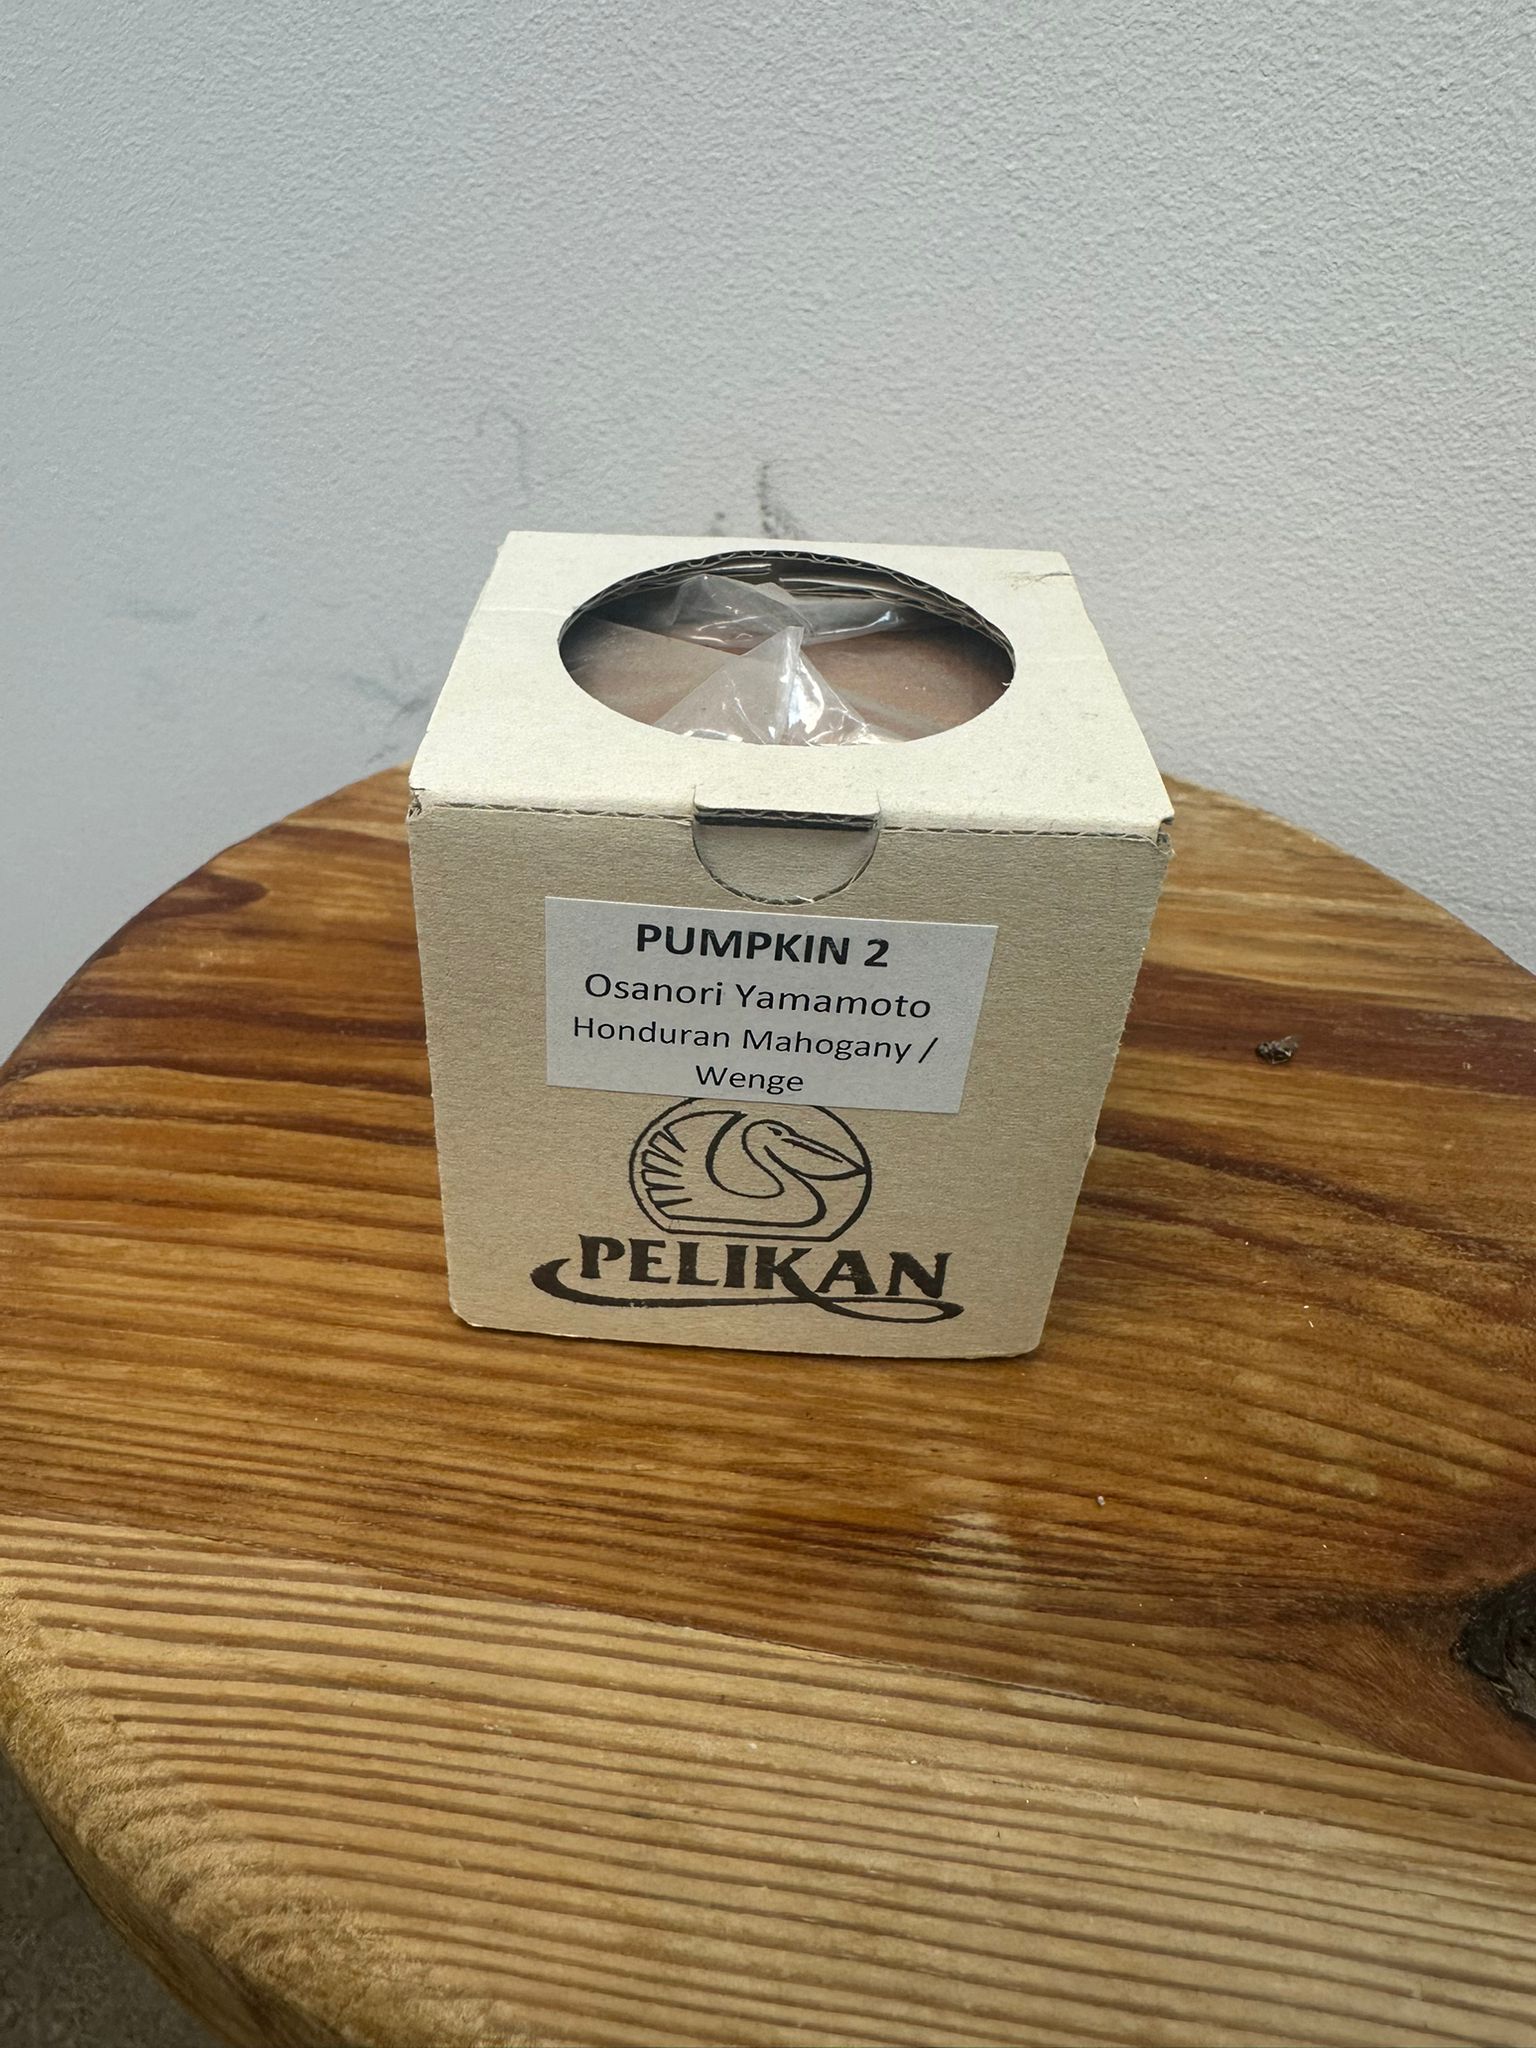 PUMPKIN 2
Osanori Yamamoto
Honduran Mahogany /
Wenge
PELIKAN